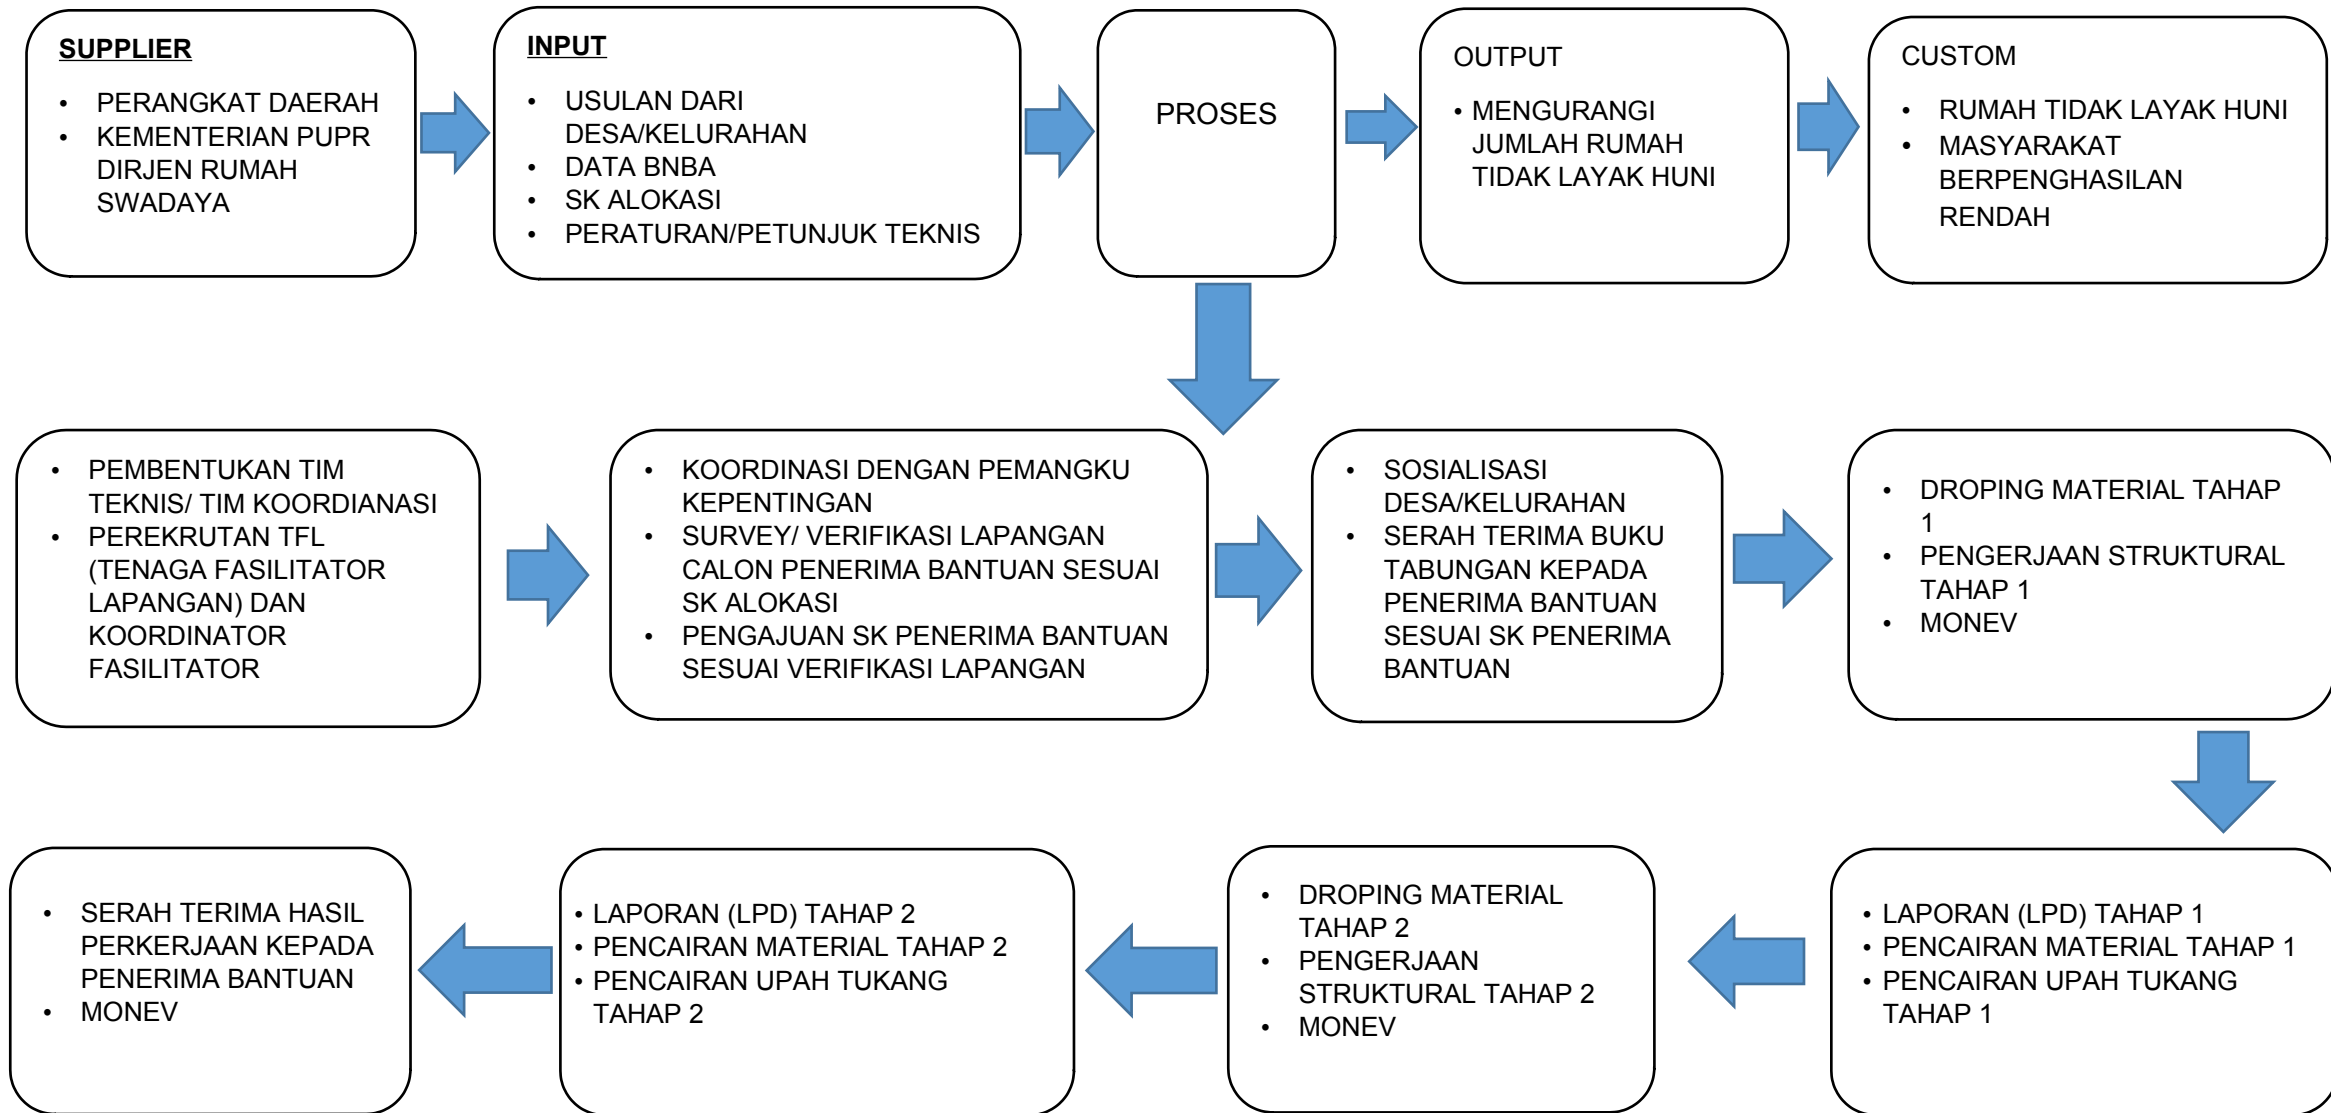 SUPPLIER
• PERANGKAT DAERAH
• KEMENTERIAN PUPR
DIRJEN RUMAH
SWADAYA
INPUT
• USULAN DARI
DESA/KELURAHAN
• DATA BNBA
• SK ALOKASI
• PERATURAN/PETUNJUK TEKNIS
PROSES
OUTPUT
• MENGURANGI
JUMLAH RUMAH
TIDAK LAYAK HUNI
CUSTOM
• RUMAH TIDAK LAYAK HUNI
• MASYARAKAT
BERPENGHASILAN
RENDAH
• PEMBENTUKAN TIM
TEKNIS/ TIM KOORDIANASI
• PEREKRUTAN TFL
(TENAGA FASILITATOR
LAPANGAN) DAN
KOORDINATOR
FASILITATOR
• KOORDINASI DENGAN PEMANGKU
KEPENTINGAN
• SURVEY/ VERIFIKASI LAPANGAN
CALON PENERIMA BANTUAN SESUAI
SK ALOKASI
• PENGAJUAN SK PENERIMA BANTUAN
SESUAI VERIFIKASI LAPANGAN
• SOSIALISASI
DESA/KELURAHAN
• SERAH TERIMA BUKU
TABUNGAN KEPADA
PENERIMA BANTUAN
SESUAI SK PENERIMA
BANTUAN
• DROPING MATERIAL TAHAP
1
• PENGERJAAN STRUKTURAL
TAHAP 1
• MONEV
• SERAH TERIMA HASIL
PERKERJAAN KEPADA
PENERIMA BANTUAN
• MONEV
• LAPORAN (LPD) TAHAP 2
• PENCAIRAN MATERIAL TAHAP 2
• PENCAIRAN UPAH TUKANG
TAHAP 2
• DROPING MATERIAL
TAHAP 2
• PENGERJAAN
STRUKTURAL TAHAP 2
• MONEV
• LAPORAN (LPD) TAHAP 1
• PENCAIRAN MATERIAL TAHAP 1
• PENCAIRAN UPAH TUKANG
TAHAP 1